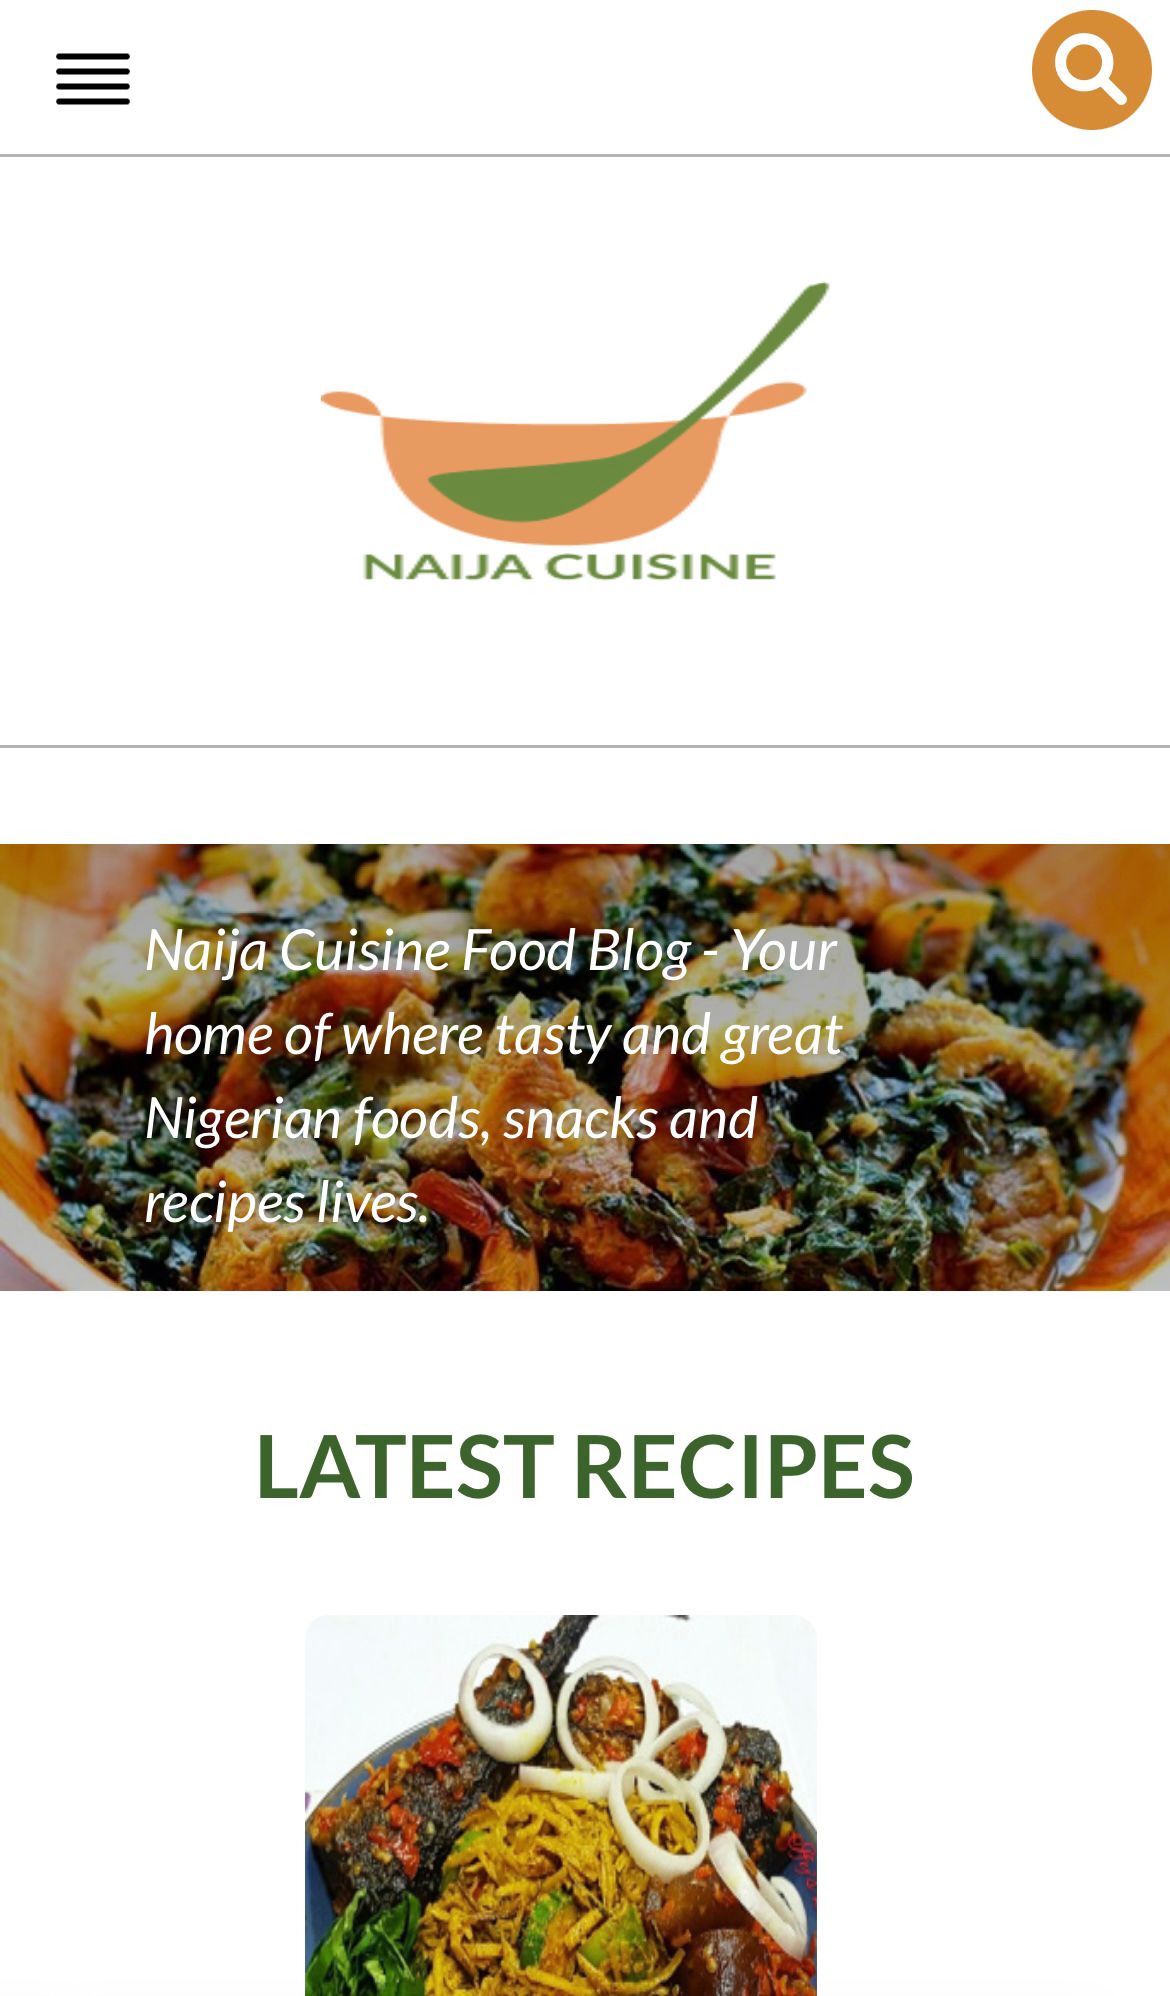 NAIJA CUISINE
Naija Cuisine Food Blog - Your
home of where tasty and great
Nigerian foods, snacks and
recipes lives.
LATEST RECIPES